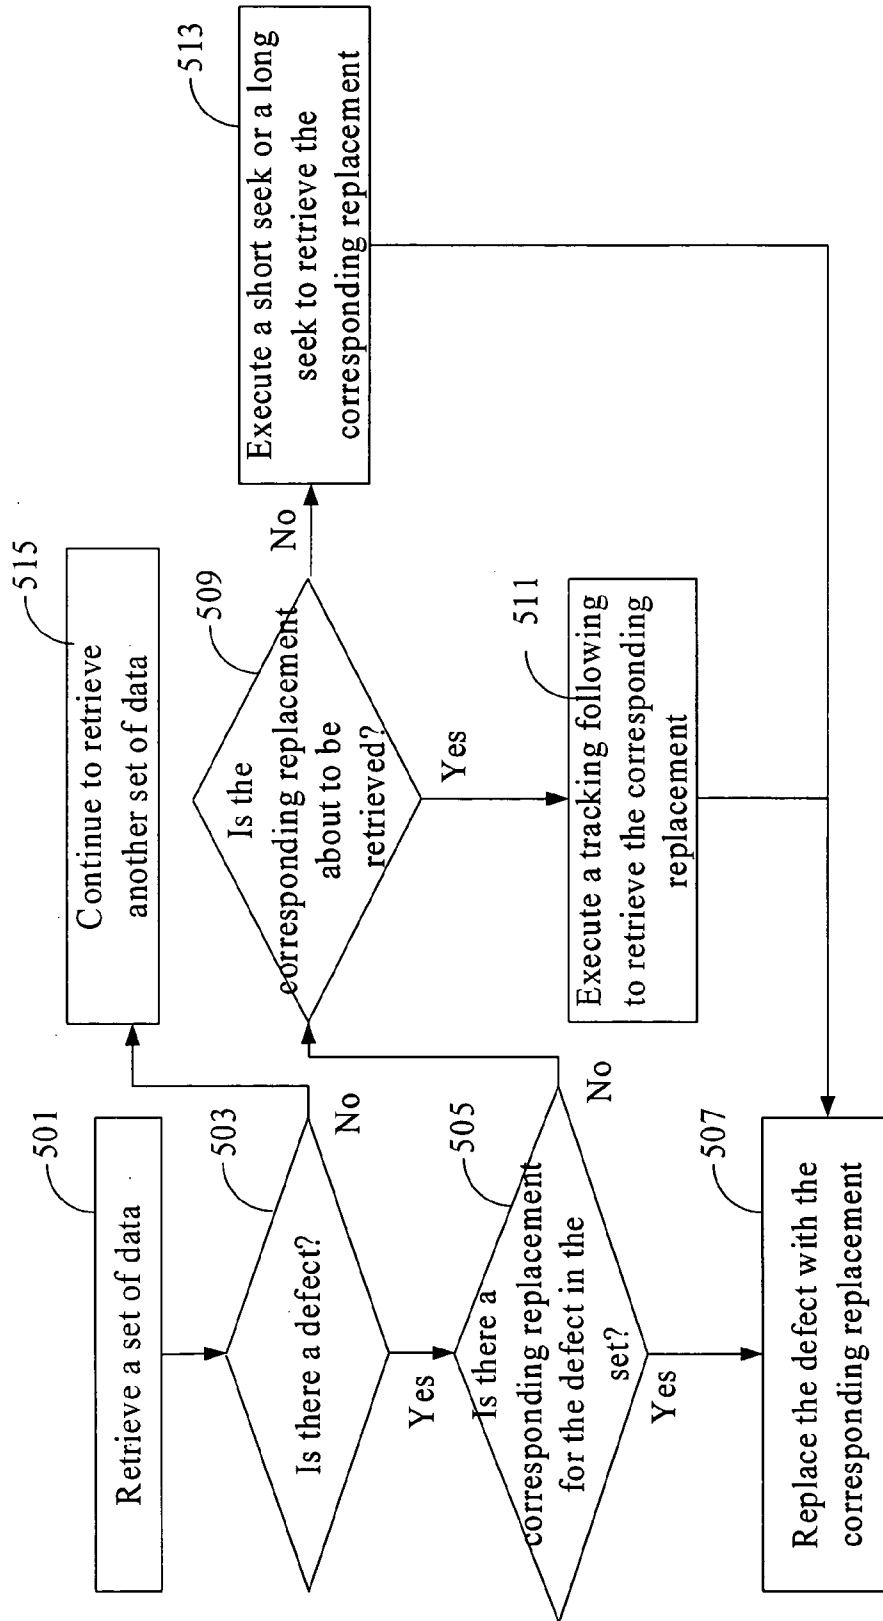 501
Retrieve a set of data
503
Is there a defect?
No
Yes
515
Continue to retrieve
another set of data
505
Is there a
corresponding replacement
for the defect in the
set?
No
Yes
509
Is the
corresponding replacement
about to be
retrieved?
No
Yes
513
Execute a short seek or a long
seek to retrieve the
corresponding replacement
511
Execute a tracking following
to retrieve the corresponding
replacement
507
Replace the defect with the
corresponding replacement